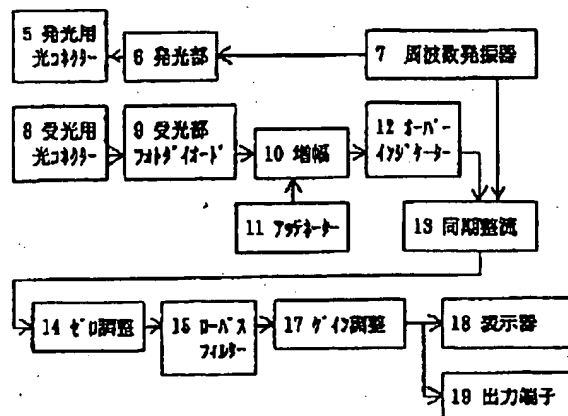 5 発光用
光コネクター
6 発光部
7 周波数発振器
8 受光用
光コネクター
9 受光部
フォトダイオード
10 増幅
12 オーバー
インジケーター
11 アッテネーター
13 同期整流
14 ゼロ調整
15 ローパス
フィルター
17 ゲイン調整
18 表示器
19 出力端子